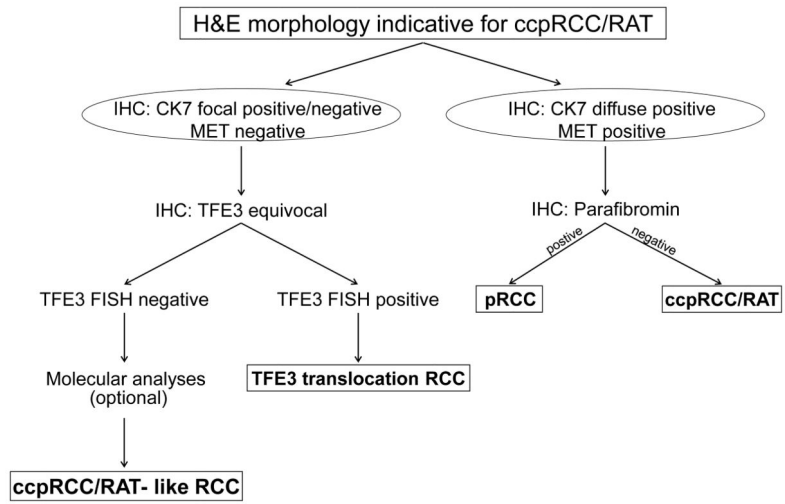 H&E morphology indicative for ccpRCC/RAT
IHC: CK7 focal positive/negative
MET negative
IHC: CK7 diffuse positive
MET positive
IHC: TFE3 equivocal
IHC: Parafibromin
postive
negative
TFE3 FISH negative
TFE3 FISH positive
pRCC
ccpRCC/RAT
Molecular analyses
(optional)
TFE3 translocation RCC
ccpRCC/RAT- like RCC